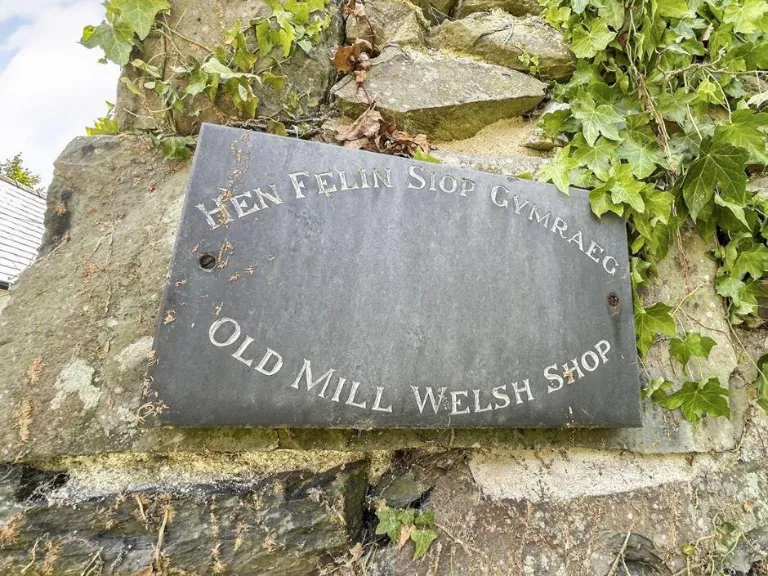 HEN FELIN SIOP GYMRAEG
OLD MILL WELSH SHOP